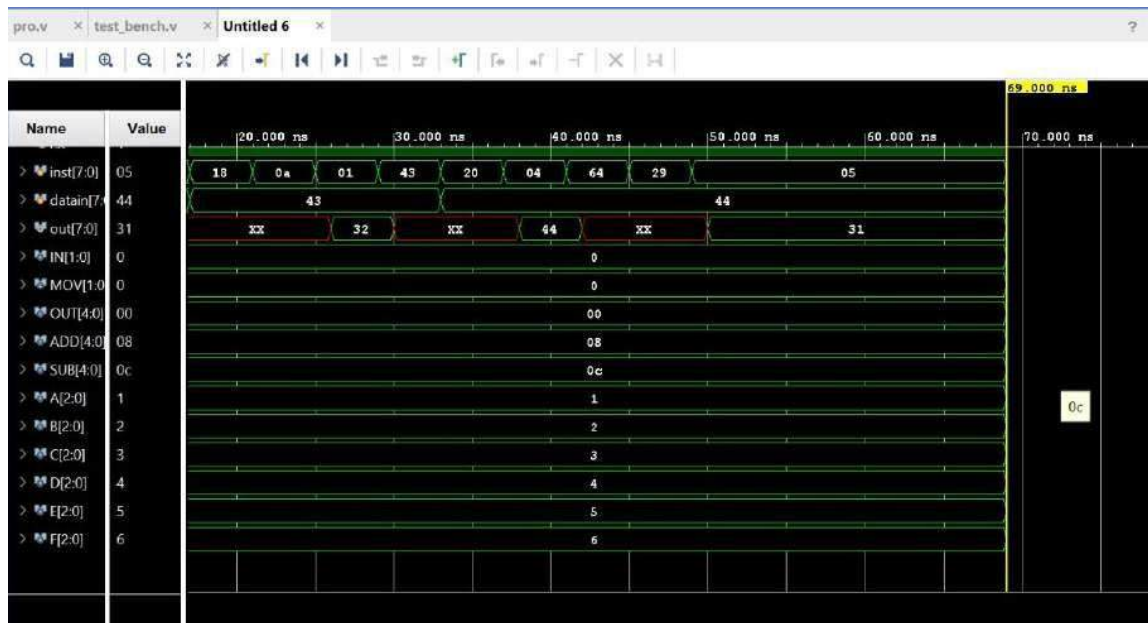 pro.v × test_bench.v × Untitled 6 × ?
69.000 ns
Name Value
20.000 ns 30.000 ns 40.000 ns 50.000 ns 60.000 ns 70.000 ns
inst[7:0] 05 18 0a 01 43 20 04 64 29 05
datain[7: 44 43 44
out[7:0] 31 xx 32 xx 44 xx 31
IN[1:0] 0 0
MOV[1:0 0 0
OUT[4:0] 00 00
ADD[4:0] 08 08
SUB[4:0] 0c 0c
A[2:0] 1 1
0c
B[2:0] 2 2
C[2:0] 3 3
D[2:0] 4 4
E[2:0] 5 5
F[2:0] 6 6